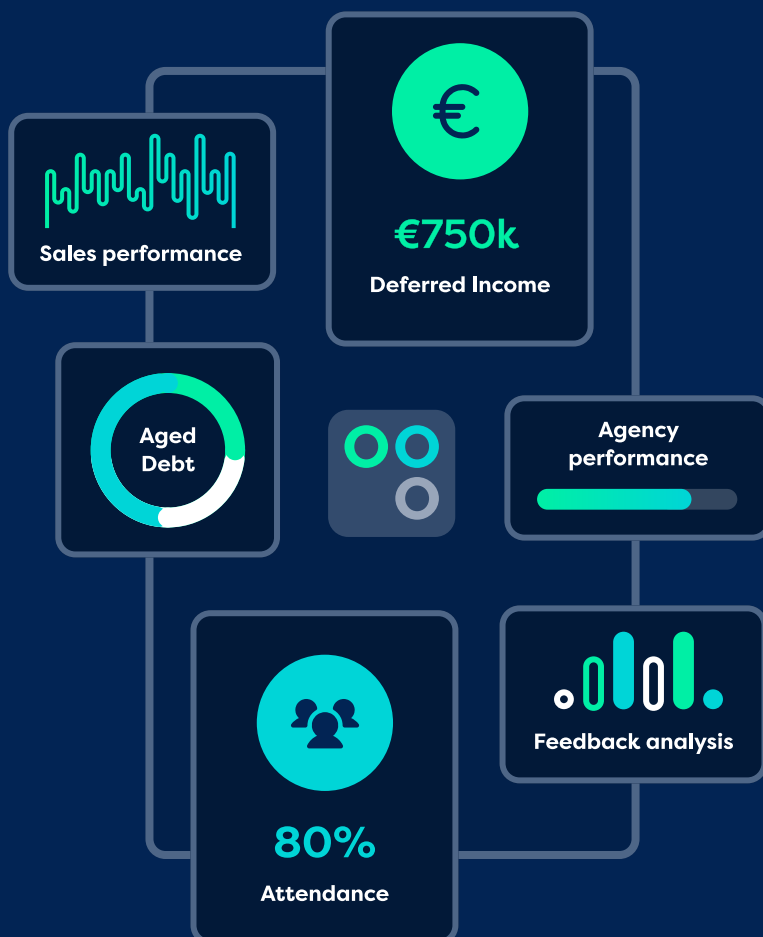 €
€750k
Deferred Income
Sales performance
Aged
Debt
Agency
performance
Feedback analysis
80%
Attendance